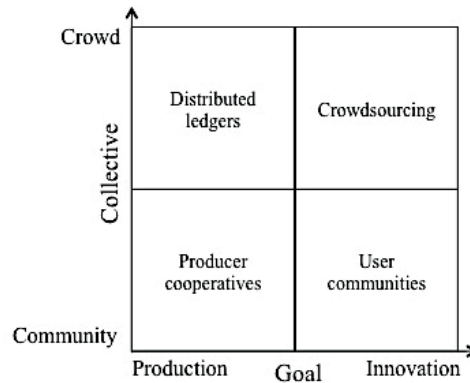 Crowd
Distributed
ledgers
Crowdsourcing
Collective
Producer
cooperatives
User
communities
Community
Production
Goal
Innovation